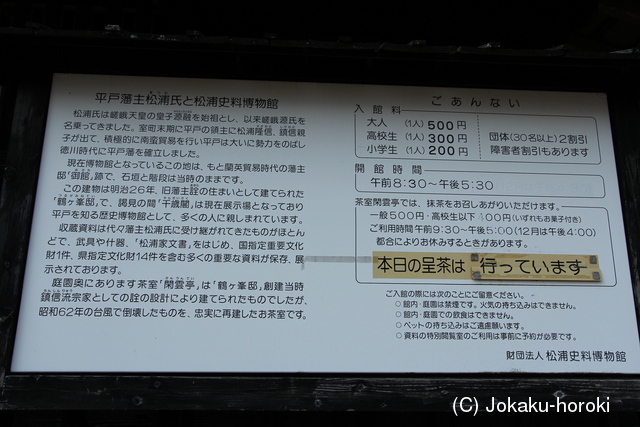 平戸藩主松浦氏と松浦史料博物館
松浦氏は嵯峨天皇の皇子源融を始祖とし、以来嵯峨源氏を
名乗ってきました。室町末期に平戸の領主に松浦隆信、鎮信親
子が出て、積極的に南蛮貿易を行い平戸は大いに勢力をのばし
徳川時代に平戸藩を確立しました。
現在博物館となっているこの地は、もと蘭英貿易時代の藩主
邸「御館」跡で、石垣と階段は当時のままです。
この建物は明治26年、旧藩主詮の住まいとして建てられた
「鶴ヶ峯邸」で、謁見の間「千歳閣」は現在展示場となっており
平戸を知る歴史博物館として、多くの人に親しまれています。
収蔵資料は代々藩主松浦氏に受け継がれてきたものがほとん
どで、武具や什器、「松浦家文書」をはじめ、国指定重要文化
財1件、県指定文化財14件を含む多くの重要な資料が保存、展
示されております。
庭園奥にあります茶室「閑雲亭」は「鶴ヶ峯邸」創建当時
鎮信流宗家としての詮の設計により建てられたものでしたが、
昭和62年の台風で倒壊したものを、忠実に再建したお茶室です。
ごあんない
入館料
大人 (1人) 500円
高校生 (1人) 300円
小学生 (1人) 200円
団体(30名以上)2割引
障害者割引もあります
開館時間
午前8:30〜午後5:30
茶室閑雲亭では、抹茶をお召しあがりいただけます。
一般500円・高校生以下400円(いずれもお菓子付き)
ご利用時間 午前9:30〜午後5:00(12月は午後4:00)
都合によりお休みするときがあります。
本日の呈茶は 行っています
ご入館の際には次のことにご留意ください。
○館内・庭園は禁煙です。火気の持ち込みはできません。
○館内・庭園での飲食はできません。
○ペットの持ち込みはご遠慮願います。
○資料の特別閲覧室のご利用は事前に予約が必要です。
財団法人 松浦史料博物館
(C) Jokaku-horoki